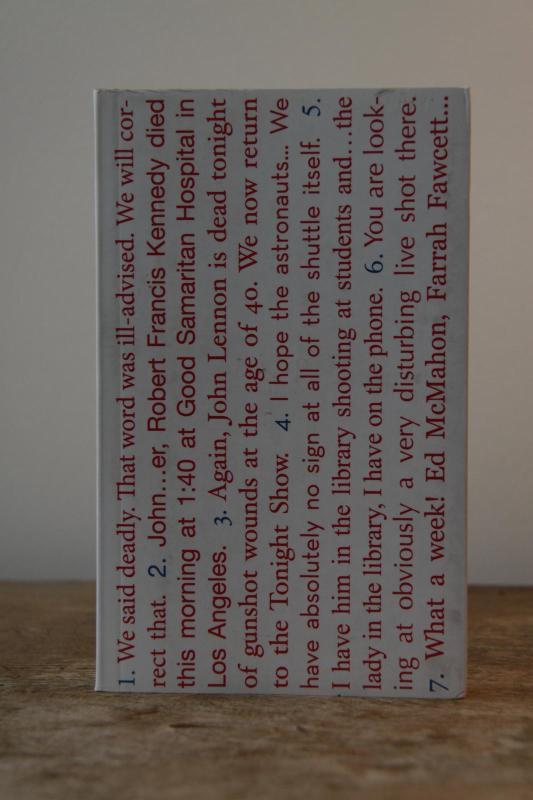 1. We said deadly. That word was ill-advised. We will cor-
rect that. 2. John...er, Robert Francis Kennedy died
this morning at 1:40 at Good Samaritan Hospital in
Los Angeles. 3. Again, John Lennon is dead tonight
of gunshot wounds at the age of 40. We now return
to the Tonight Show. 4. I hope the astronauts... We
have absolutely no sign at all of the shuttle itself. 5.
I have him in the library shooting at students and...the
lady in the library, I have on the phone. 6. You are look-
ing at obviously a very disturbing live shot there.
7. What a week! Ed McMahon, Farrah Fawcett...